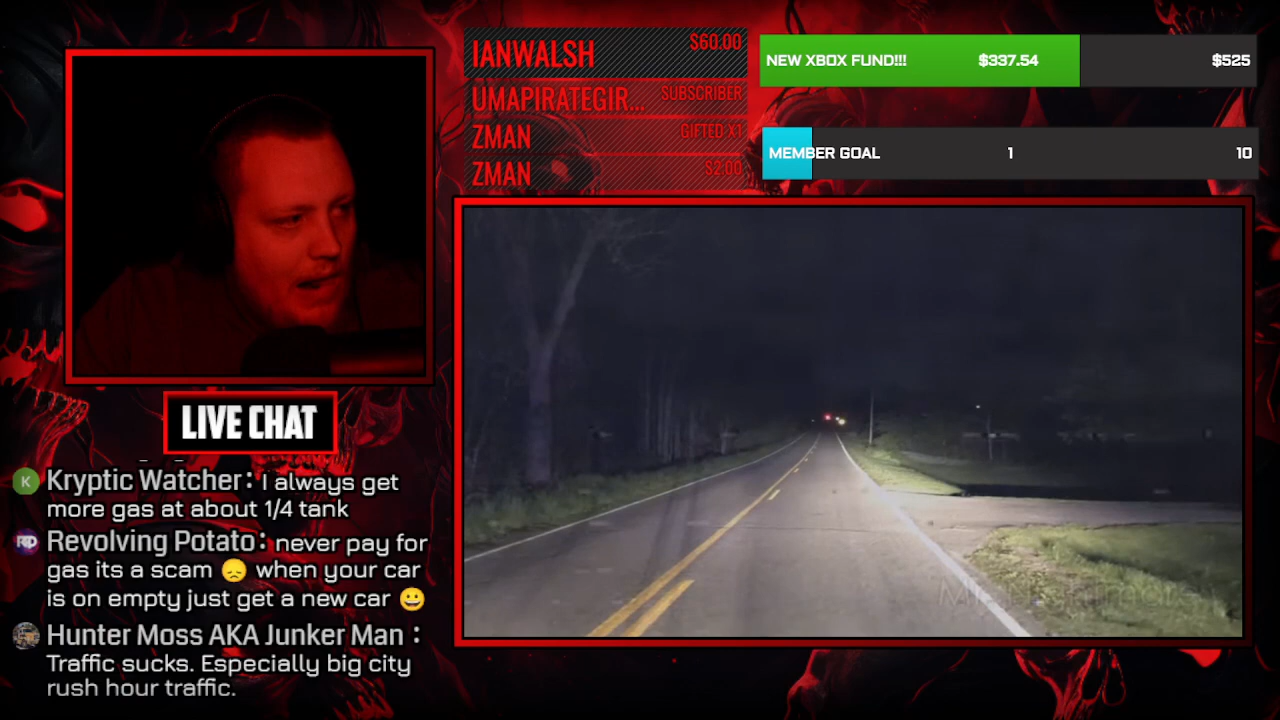 IANWALSH $60.00
UMAPIRATEGIR... SUBSCRIBER
ZMAN GIFTED X1
ZMAN $2.00
NEW XBOX FUND!!! $337.54 $525
MEMBER GOAL 1 10
LIVE CHAT
K Kryptic Watcher: I always get
more gas at about 1/4 tank
RP Revolving Potato: never pay for
gas its a scam 😞 when your car
is on empty just get a new car 😀
Hunter Moss AKA Junker Man :
Traffic sucks. Especially big city
rush hour traffic.